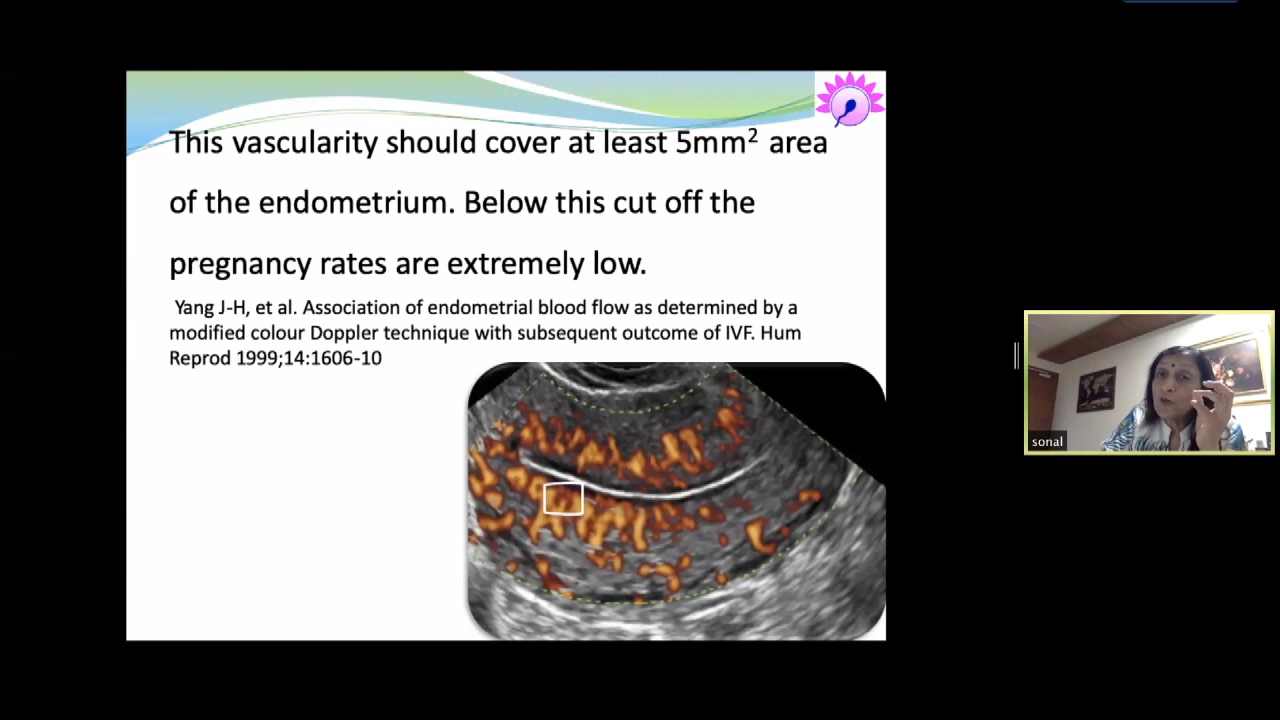 This vascularity should cover at least 5mm² area
of the endometrium. Below this cut off the
pregnancy rates are extremely low.
Yang J-H, et al. Association of endometrial blood flow as determined by a
modified colour Doppler technique with subsequent outcome of IVF. Hum
Reprod 1999;14:1606-10
sonal